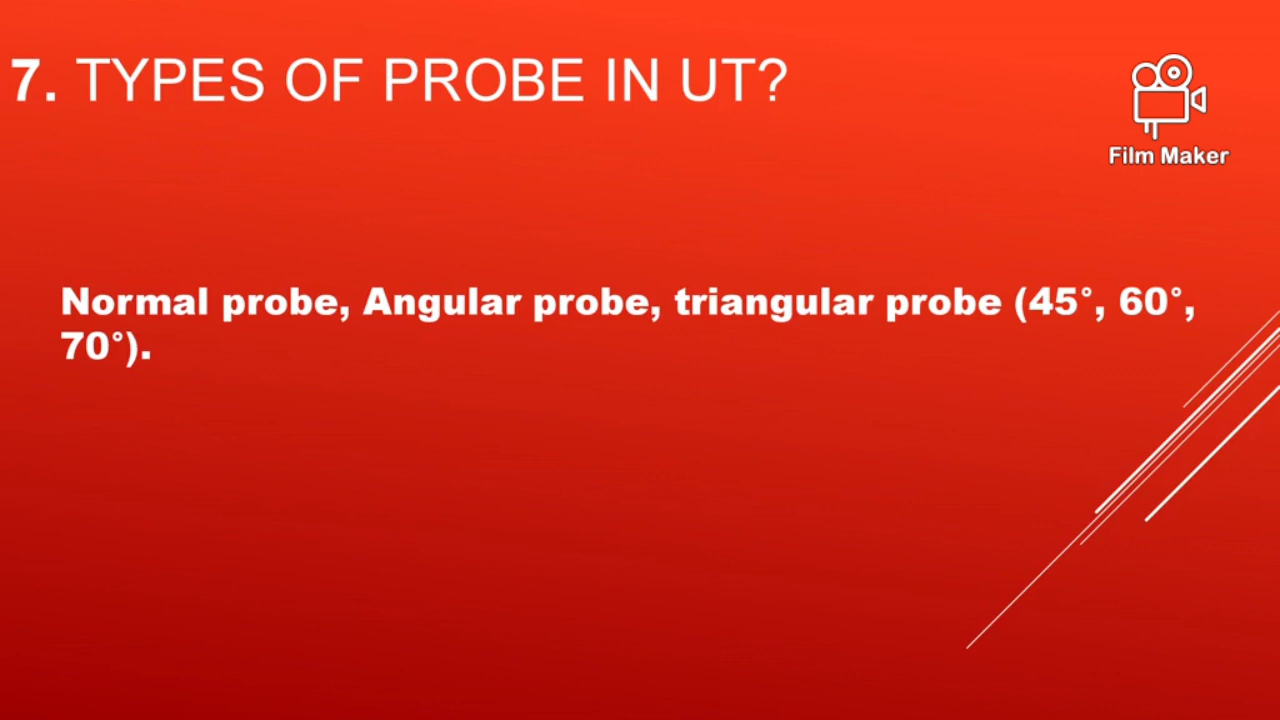 7. TYPES OF PROBE IN UT?
Film Maker
Normal probe, Angular probe, triangular probe (45°, 60°,
70°).